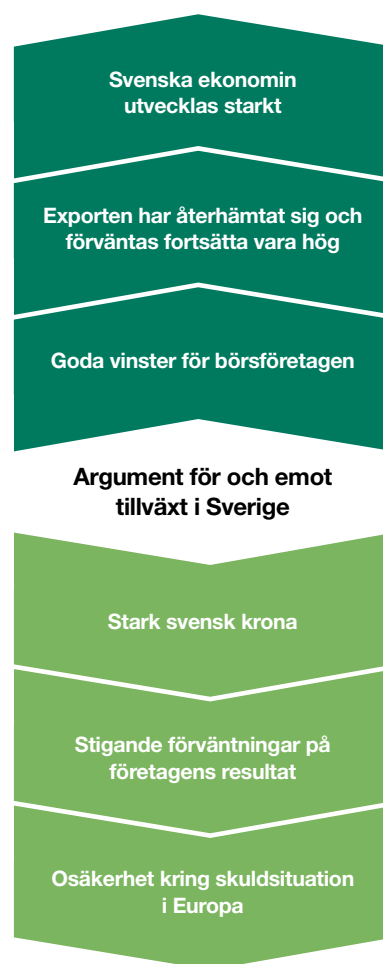 Svenska ekonomin
utvecklas starkt
Exporten har återhämtat sig och
förväntas fortsätta vara hög
Goda vinster för börsföretagen
Argument för och emot
tillväxt i Sverige
Stark svensk krona
Stigande förväntningar på
företagens resultat
Osäkerhet kring skuldsituation
i Europa